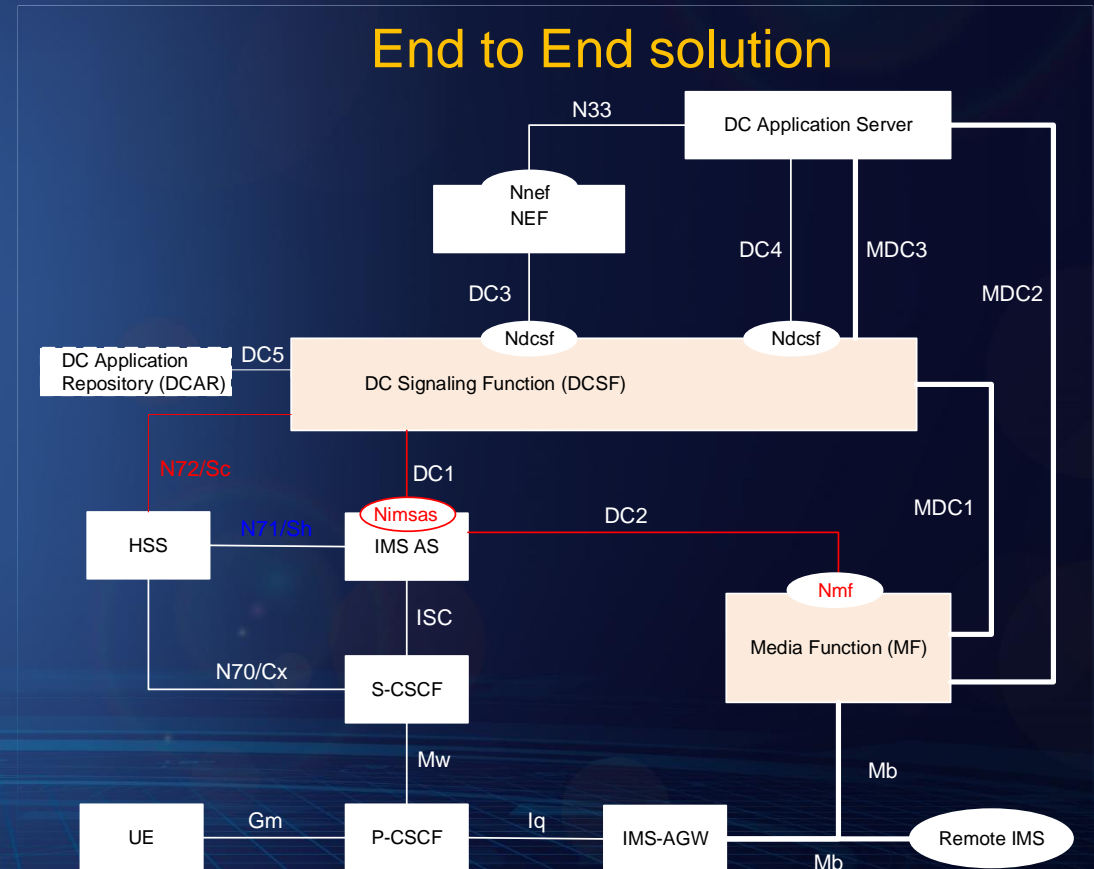 End to End solution
N33
DC Application Server
Nnef
NEF
DC4
MDC3
DC3
MDC2
Ndcsf
Ndcsf
DC Application
Repository (DCAR)
DC5
DC Signaling Function (DCSF)
N72/Sc
DC1
MDC1
Nimsas
DC2
HSS
N71/Sh
IMS AS
Nmf
ISC
Media Function (MF)
N70/Cx
S-CSCF
Mw
Mb
UE
Gm
P-CSCF
Iq
IMS-AGW
Mb
Remote IMS